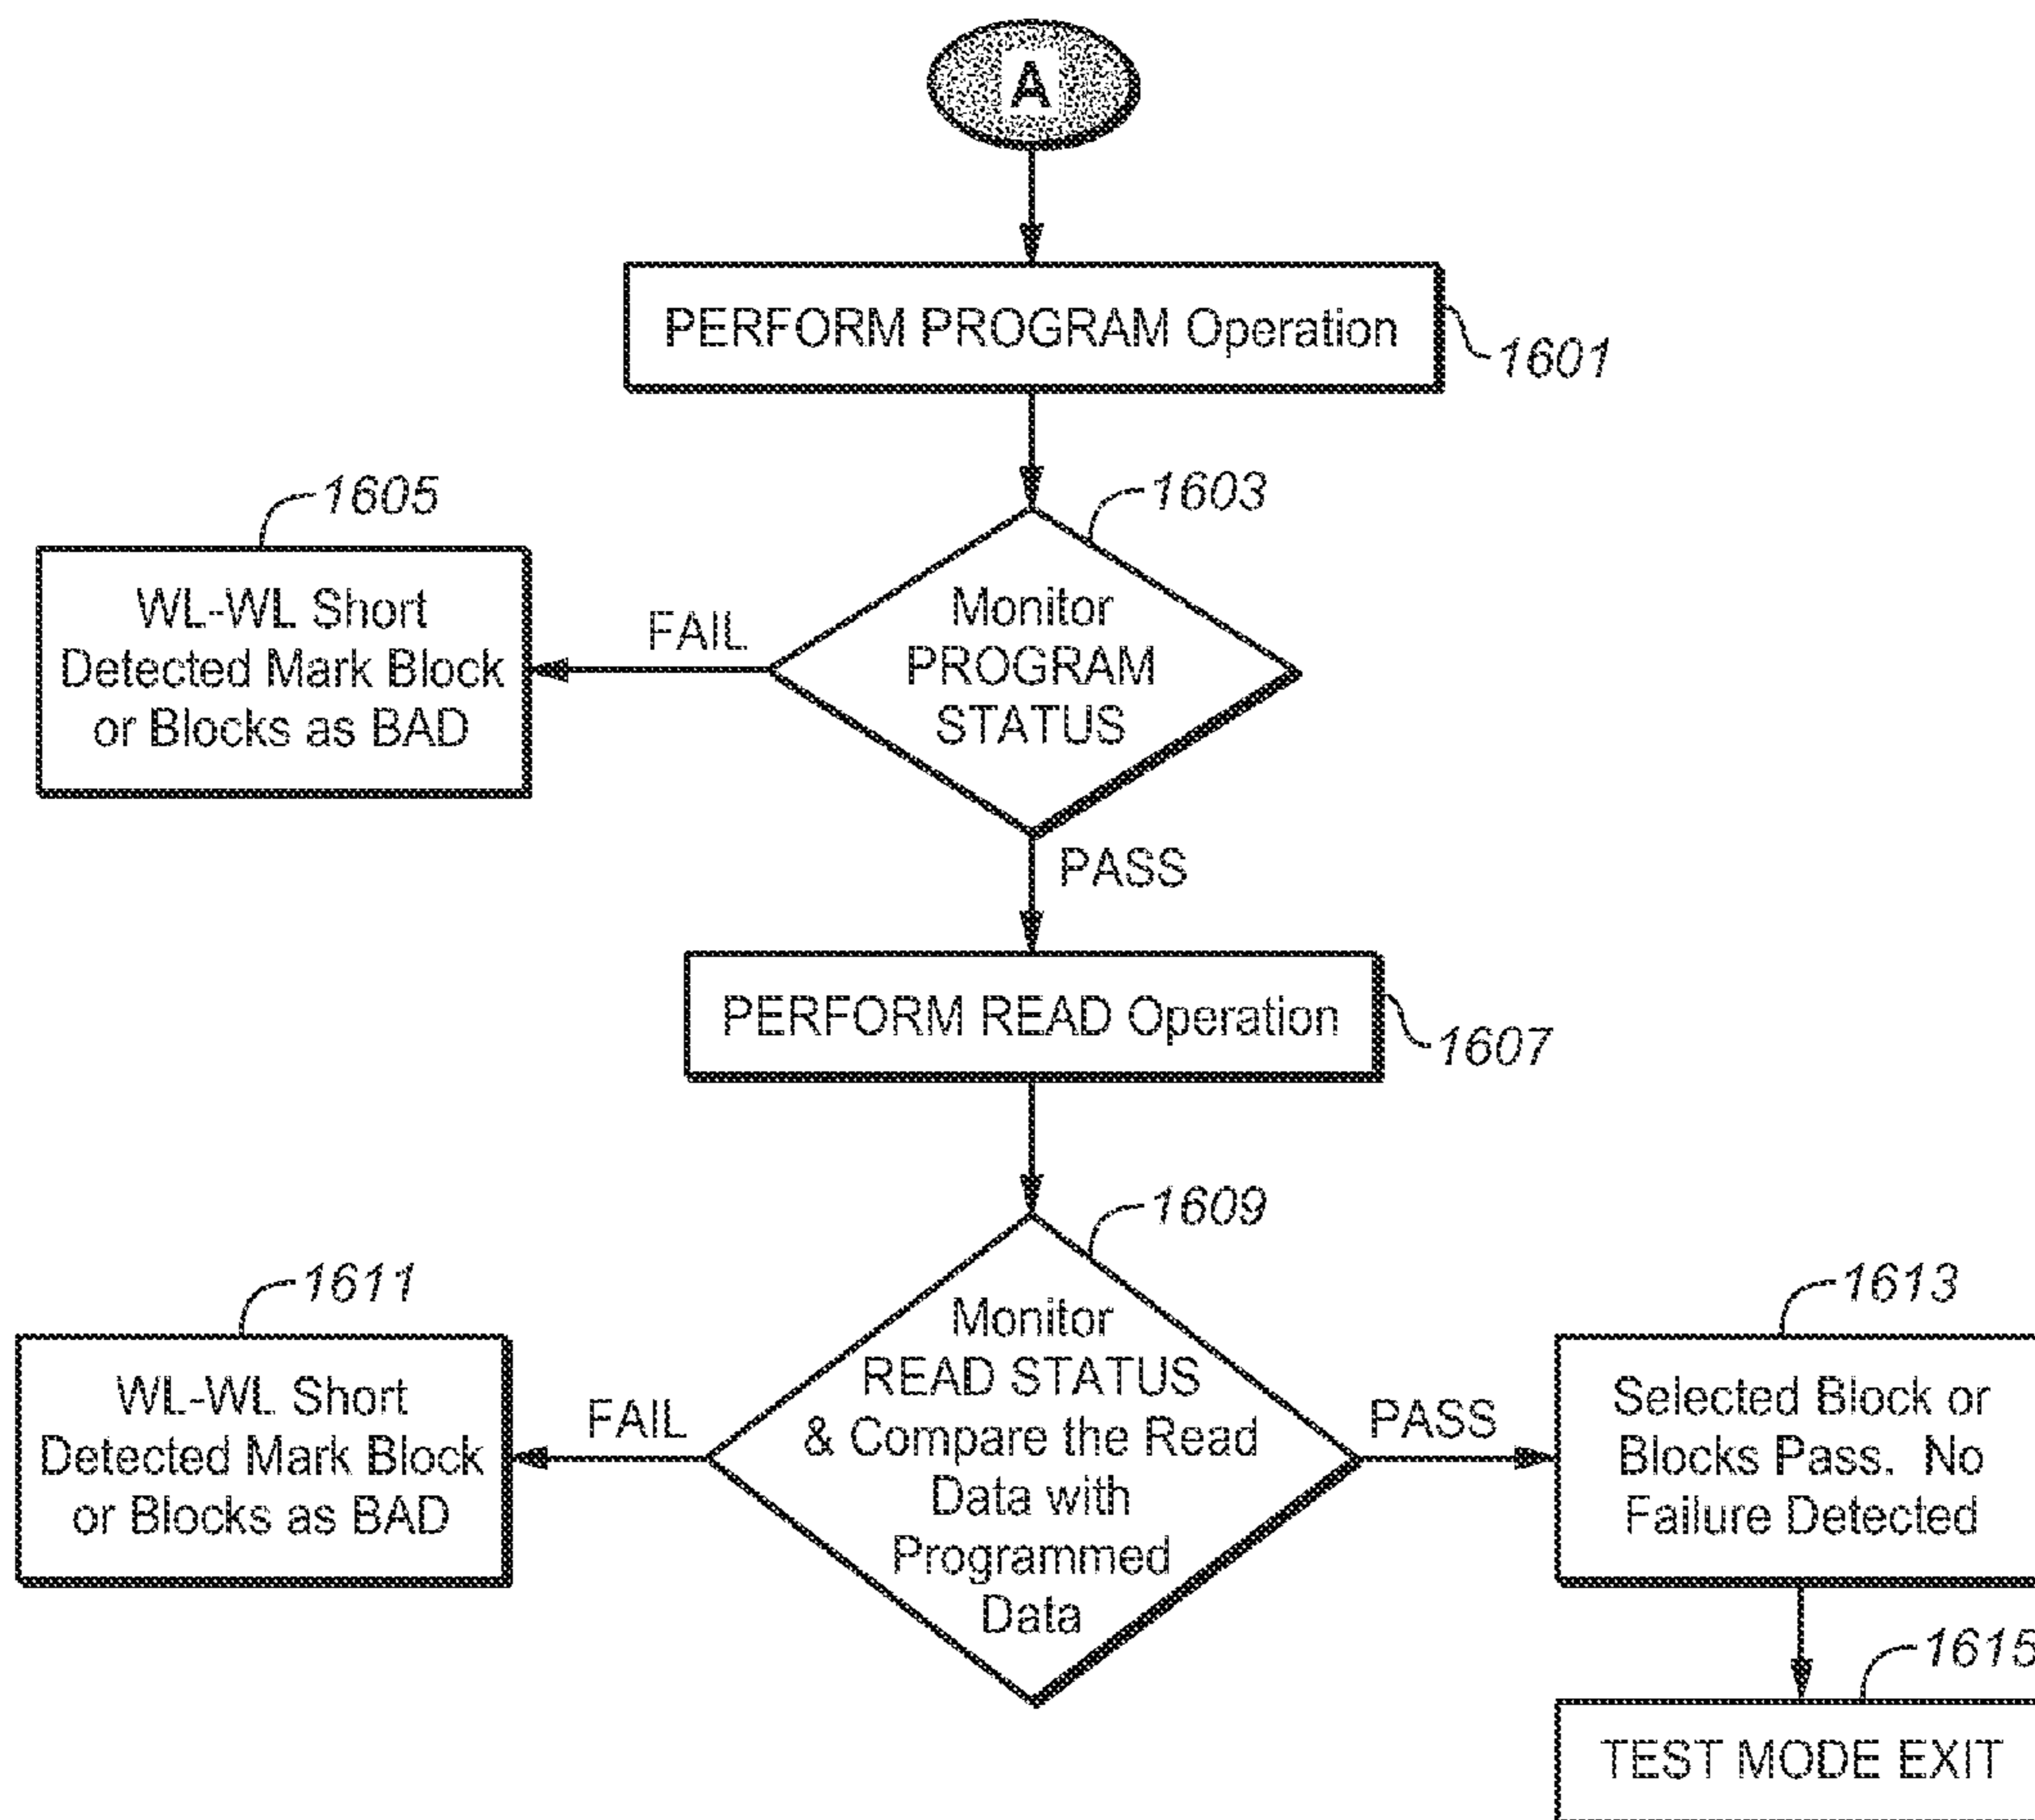 A
PERFORM PROGRAM Operation
1601
1605
1603
WL-WL Short
Detected Mark Block
or Blocks as BAD
FAIL
Monitor
PROGRAM
STATUS
PASS
PERFORM READ Operation
1607
1609
1611
1613
WL-WL Short
Detected Mark Block
or Blocks as BAD
FAIL
Monitor
READ STATUS
& Compare the Read
Data with
Programmed
Data
PASS
Selected Block or
Blocks Pass. No
Failure Detected
1615
TEST MODE EXIT